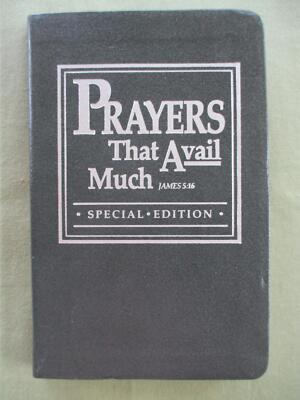 PRAYERS
That Avail
Much JAMES 5:16
• SPECIAL • EDITION •